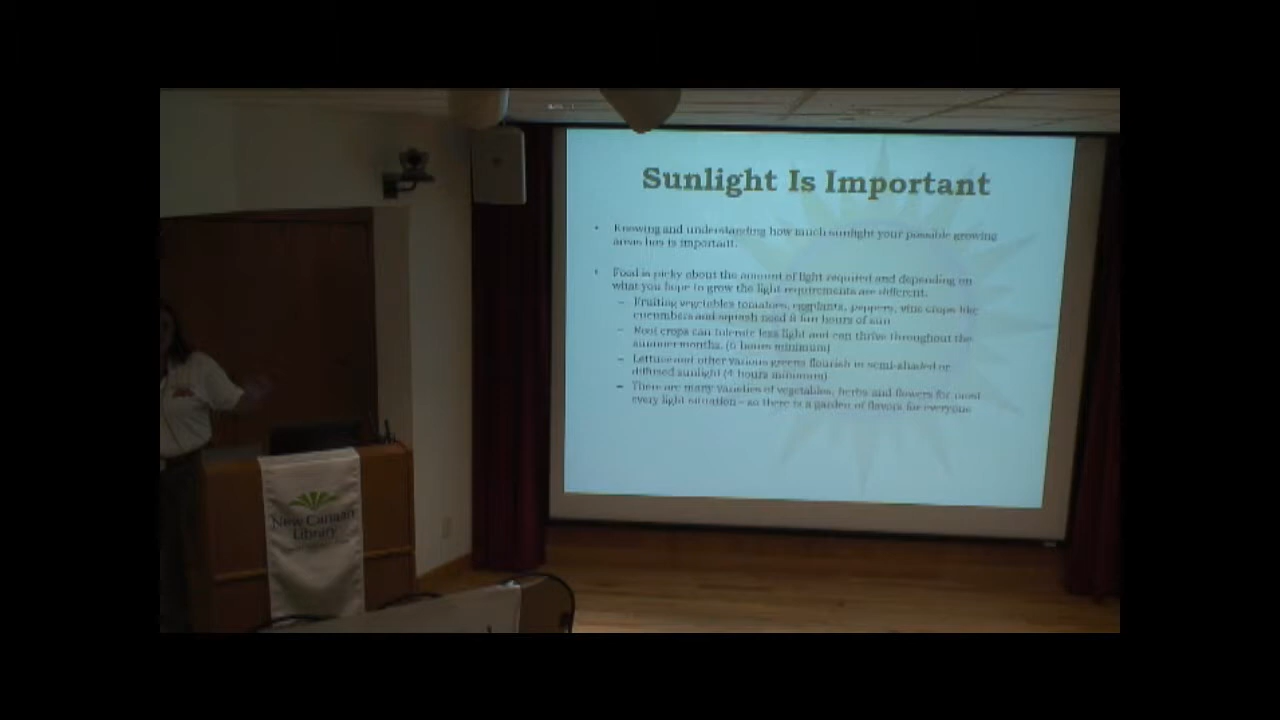 Sunlight Is Important
• Knowing and understanding how much sunlight your possible growing
areas has is important.
• Food is picky about the amount of light required and depending on
what you hope to grow the light requirements are different.
– Fruiting vegetables tomatoes, eggplants, peppers, vine crops like
cucumbers and squash need 8 full hours of sun
– Root crops can tolerate less light and can thrive throughout the
summer months. (6 hours minimum)
– Lettuce and other various greens flourish in semi-shaded or
diffused sunlight (4 hours minimum)
– There are many varieties of vegetables, herbs and flowers for most
every light situation – so there is a garden of flavors for everyone
New Canaan
Library